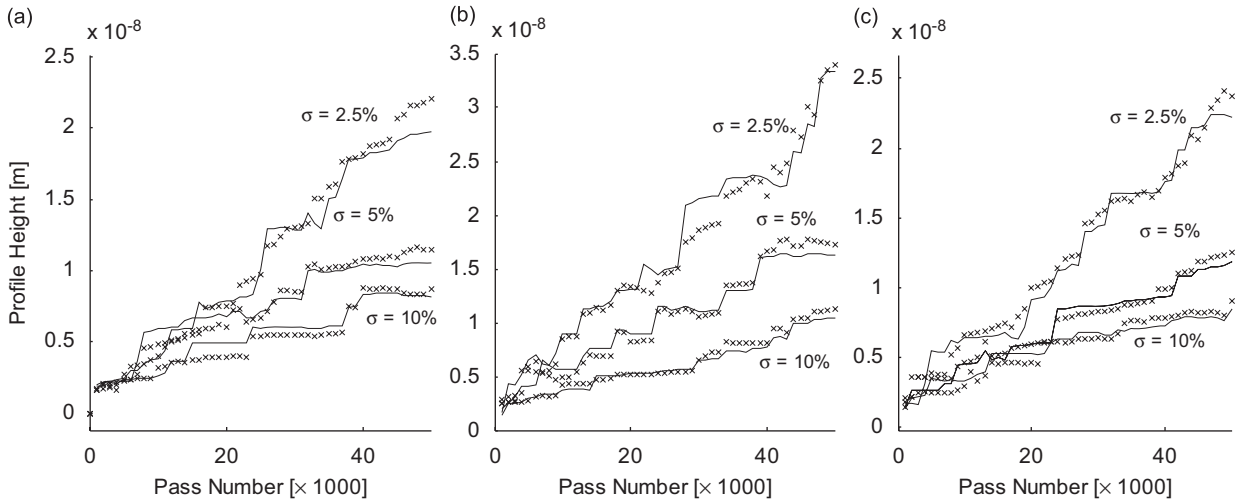 (a)
× 10-8
2.5
2
1.5
1
0.5
0
Profile Height [m]
σ = 2.5%
σ = 5%
σ = 10%
0
20
40
Pass Number [× 1000]
(b)
× 10-8
3.5
3
2.5
2
1.5
1
0.5
0
σ = 2.5%
σ = 5%
σ = 10%
0
20
40
Pass Number [× 1000]
(c)
× 10-8
2.5
2
1.5
1
0.5
0
σ = 2.5%
σ = 5%
σ = 10%
0
20
40
Pass Number [× 1000]